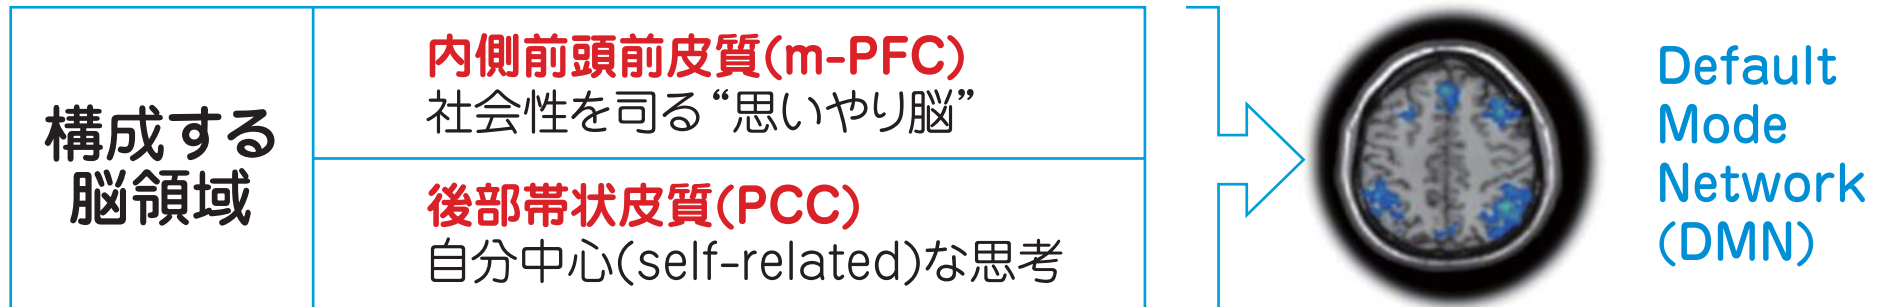 構成する
脳領域
内側前頭前皮質(m-PFC)
社会性を司る“思いやり脳”
後部帯状皮質(PCC)
自分中心(self-related)な思考
Default
Mode
Network
(DMN)